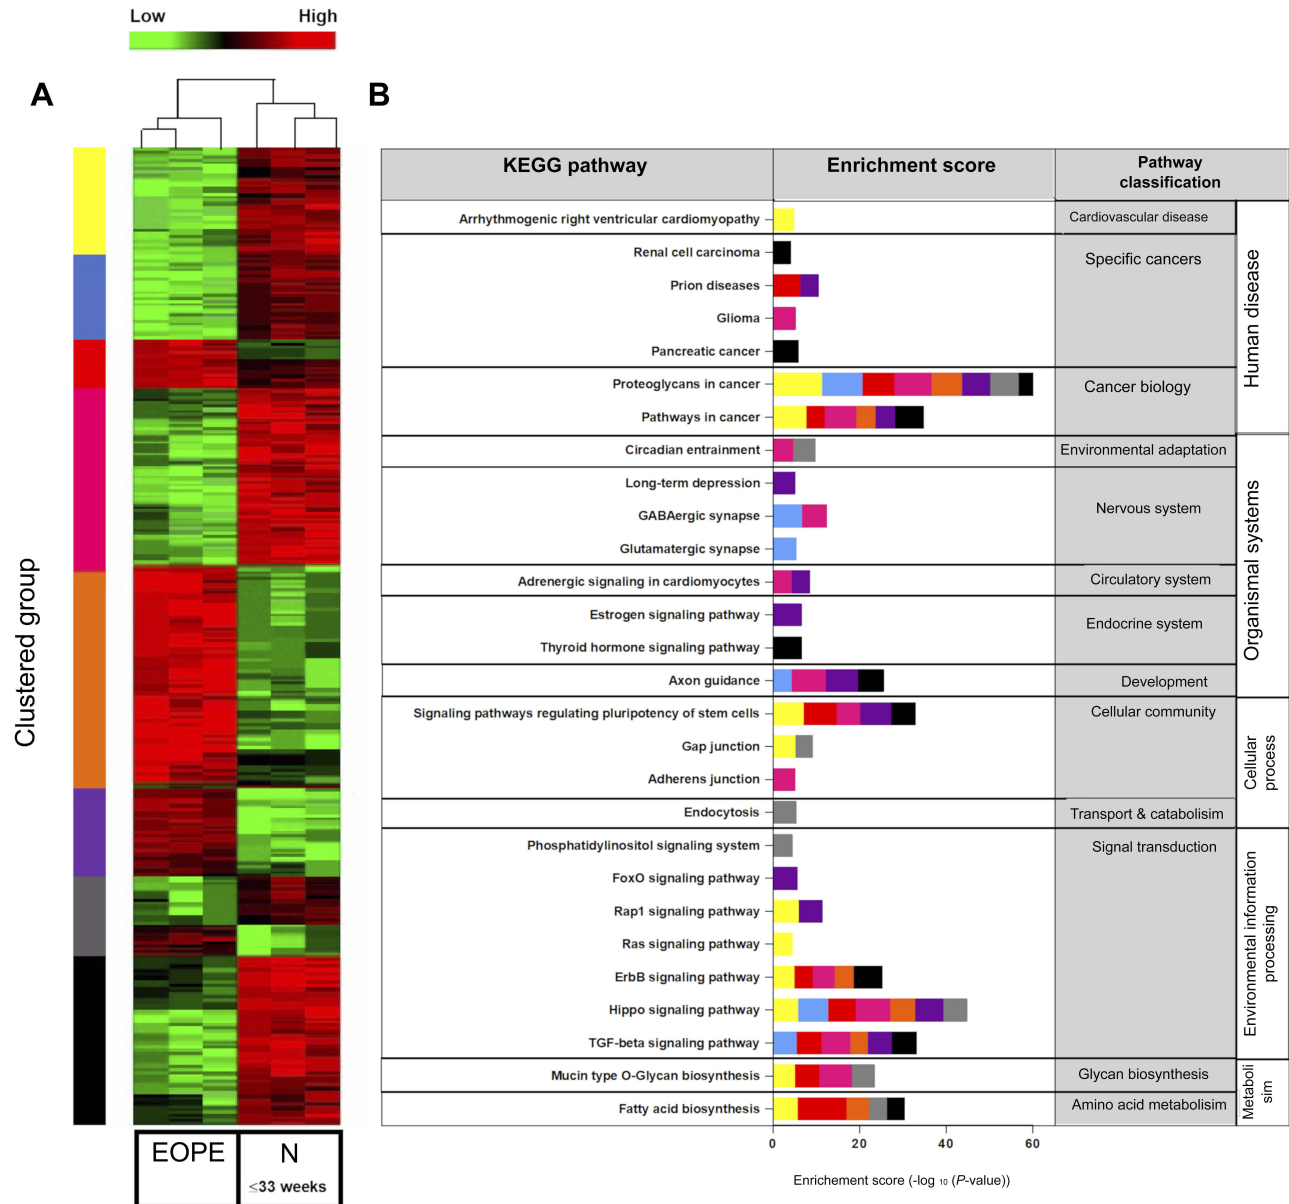 Low High
A
B
Clustered group
EOPE N
≤33 weeks
KEGG pathway Enrichment score Pathway
classification
Arrhythmogenic right ventricular cardiomyopathy Cardiovascular disease
Renal cell carcinoma Specific cancers
Prion diseases
Glioma
Pancreatic cancer
Proteoglycans in cancer Cancer biology
Pathways in cancer
Human disease
Circadian entrainment Environmental adaptation
Long-term depression
GABAergic synapse Nervous system
Glutamatergic synapse
Adrenergic signaling in cardiomyocytes Circulatory system
Estrogen signaling pathway Endocrine system
Thyroid hormone signaling pathway
Axon guidance Development
Organismal systems
Signaling pathways regulating pluripotency of stem cells Cellular community
Gap junction
Adherens junction
Endocytosis Transport & catabolisim
Cellular
process
Phosphatidylinositol signaling system Signal transduction
FoxO signaling pathway
Rap1 signaling pathway
Ras signaling pathway
ErbB signaling pathway
Hippo signaling pathway
TGF-beta signaling pathway
Environmental information
processing
Mucin type O-Glycan biosynthesis Glycan biosynthesis
Fatty acid biosynthesis Amino acid metabolisim
Metaboli
sim
0 20 40 60
Enrichement score (-log 10 (P-value))